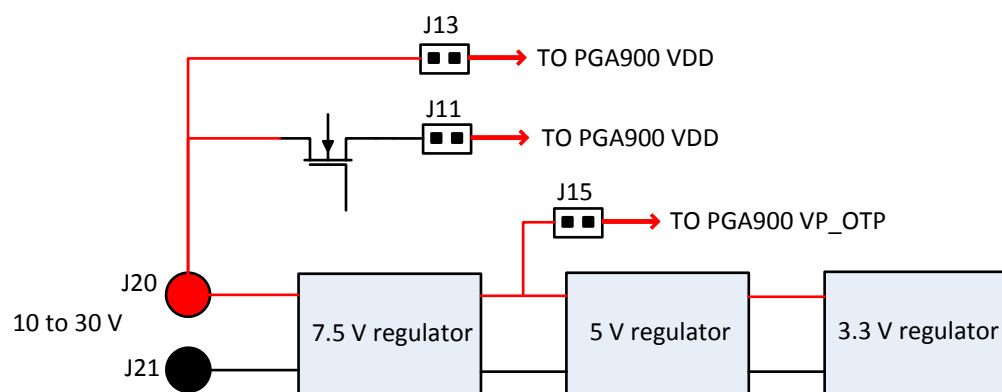 J13
TO PGA900 VDD
J11
TO PGA900 VDD
J15
TO PGA900 VP_OTP
J20
10 to 30 V
J21
7.5 V regulator
5 V regulator
3.3 V regulator